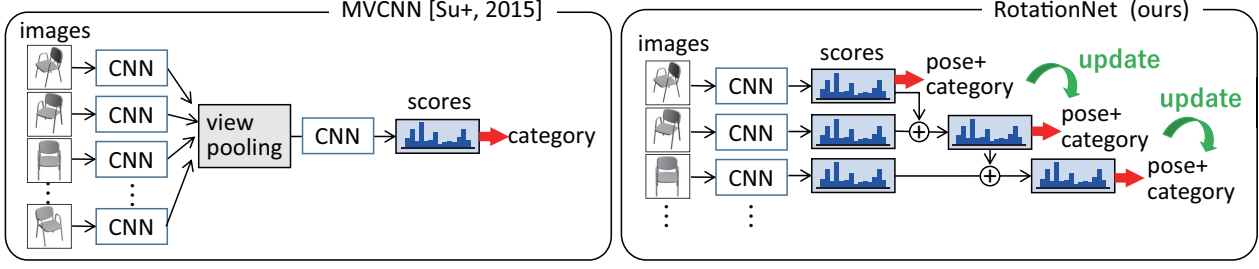 MVCNN [Su+, 2015]
images
CNN
CNN
CNN
CNN
view
pooling
CNN
scores
category
RotationNet (ours)
images
CNN
CNN
CNN
scores
pose+
category
update
pose+
category
update
pose+
category